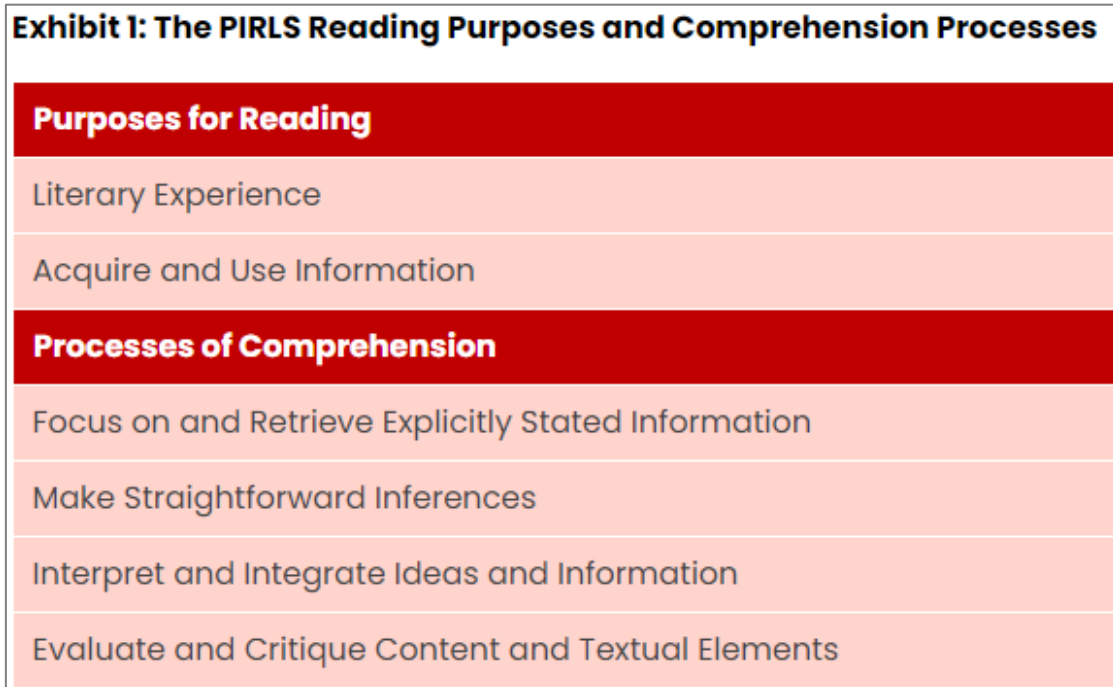 Exhibit 1: The PIRLS Reading Purposes and Comprehension Processes
Purposes for Reading
Literary Experience
Acquire and Use Information
Processes of Comprehension
Focus on and Retrieve Explicitly Stated Information
Make Straightforward Inferences
Interpret and Integrate Ideas and Information
Evaluate and Critique Content and Textual Elements